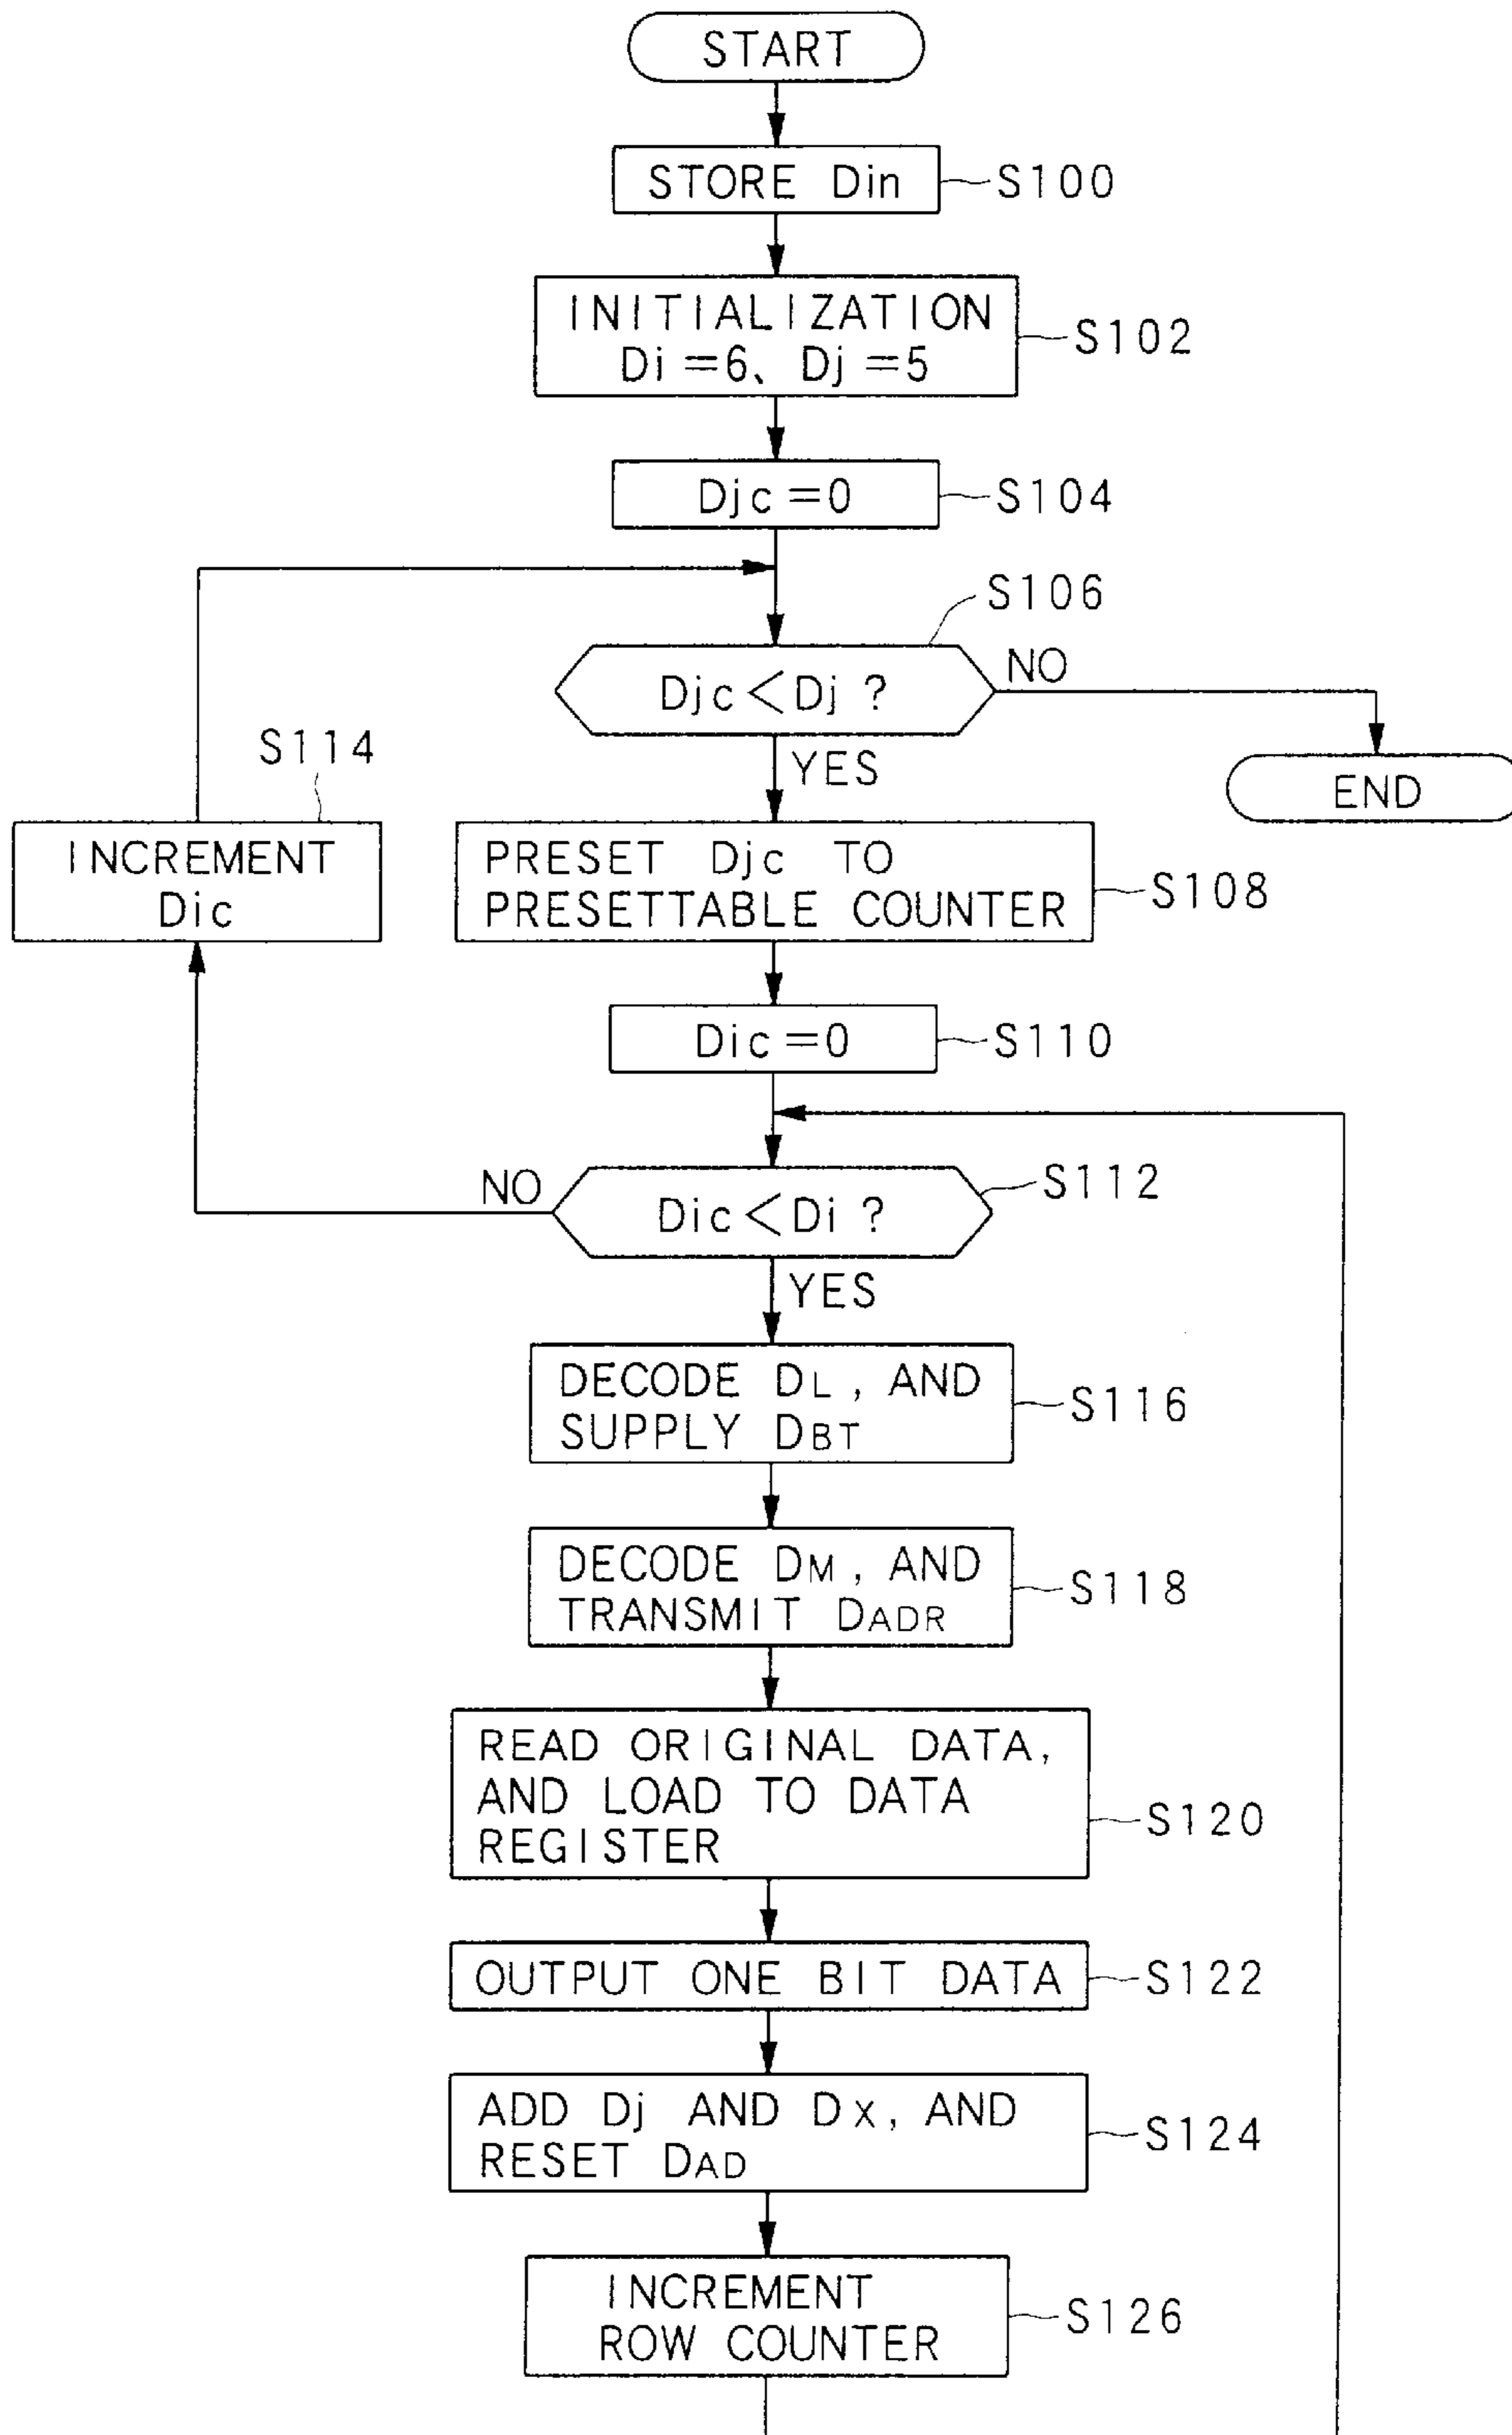 START
STORE Din
S100
INITIALIZATION
Di=6、Dj=5
S102
Djc=0
S104
S106
Djc<Dj?
NO
YES
END
S114
INCREMENT
Dic
PRESET Djc TO
PRESETTABLE COUNTER
S108
Dic=0
S110
S112
NO
Dic<Di?
YES
DECODE DL, AND
SUPPLY DBT
S116
DECODE DM, AND
TRANSMIT DADR
S118
READ ORIGINAL DATA,
AND LOAD TO DATA
REGISTER
S120
OUTPUT ONE BIT DATA
S122
ADD Dj AND DX, AND
RESET DAD
S124
INCREMENT
ROW COUNTER
S126